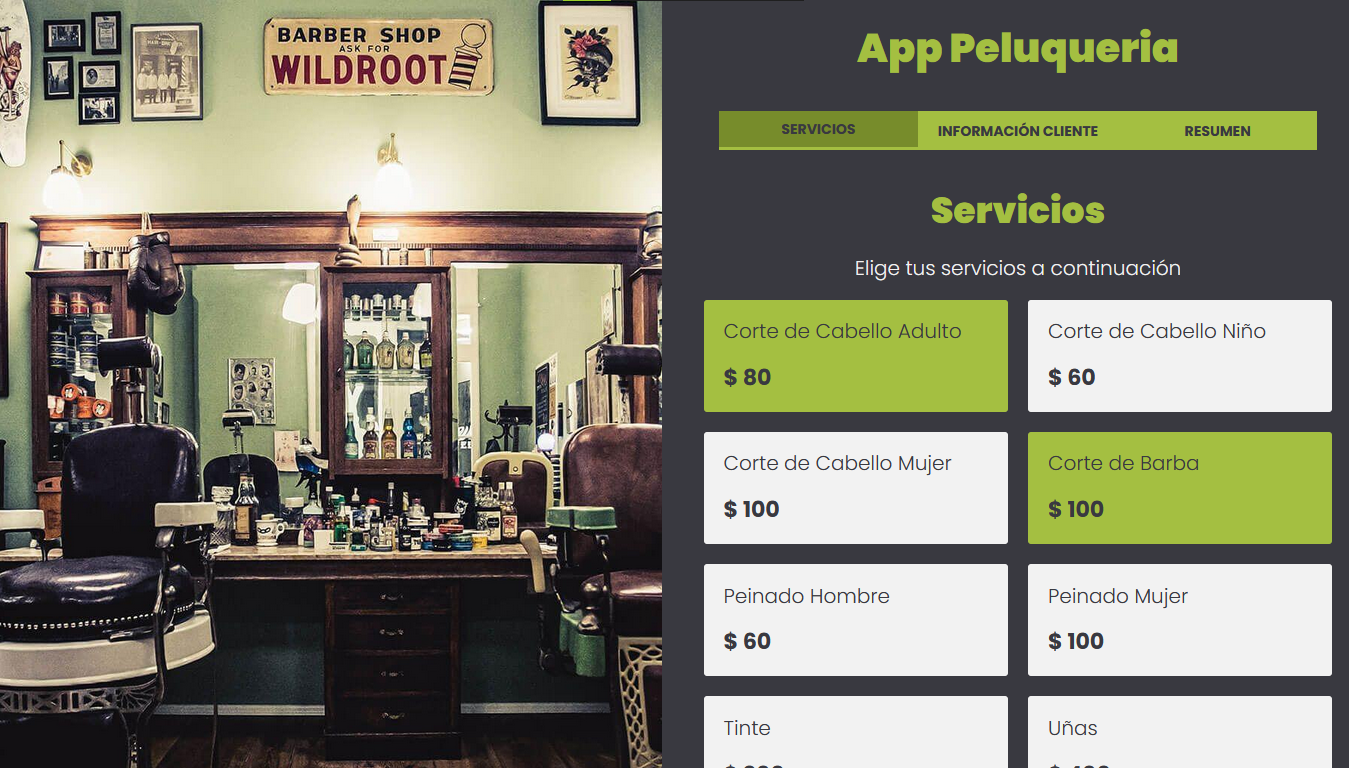 BARBER SHOP
ASK FOR
WILDROOT
App Peluqueria
SERVICIOS INFORMACIÓN CLIENTE RESUMEN
Servicios
Elige tus servicios a continuación
Corte de Cabello Adulto
$ 80
Corte de Cabello Niño
$ 60
Corte de Cabello Mujer
$ 100
Corte de Barba
$ 100
Peinado Hombre
$ 60
Peinado Mujer
$ 100
Tinte
Uñas